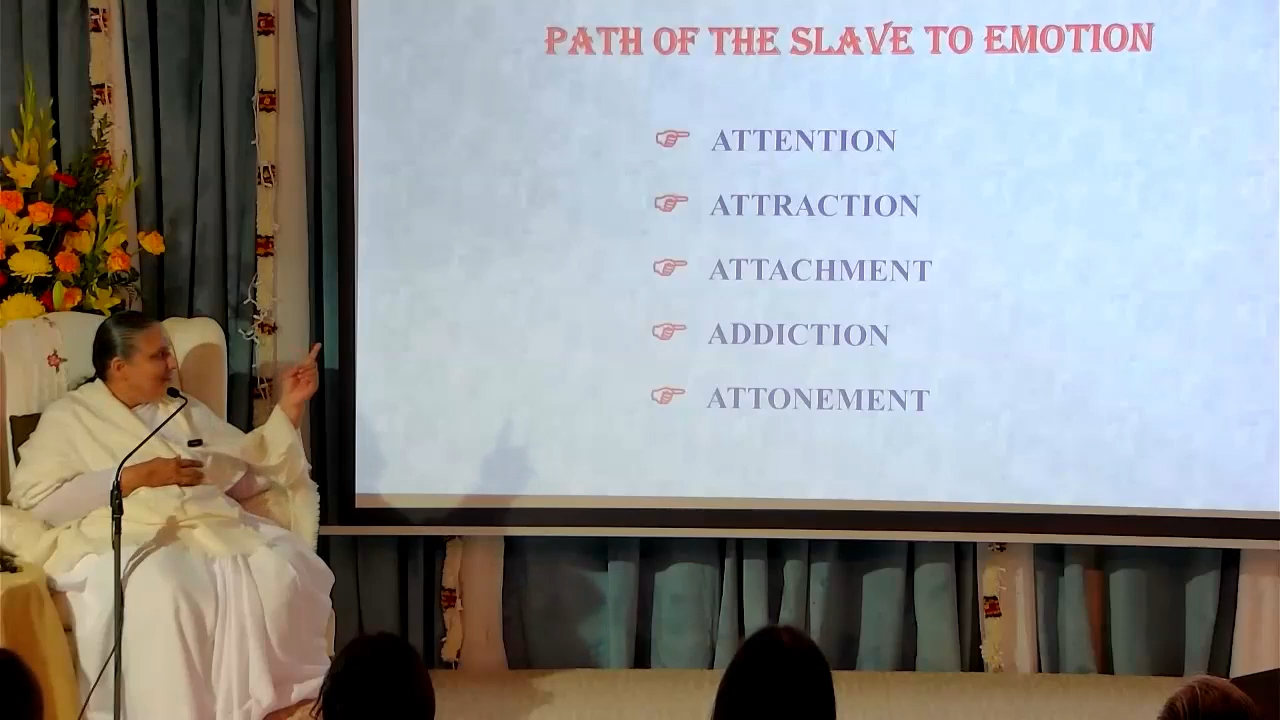 PATH OF THE SLAVE TO EMOTION
ATTENTION
ATTRACTION
ATTACHMENT
ADDICTION
ATTONEMENT